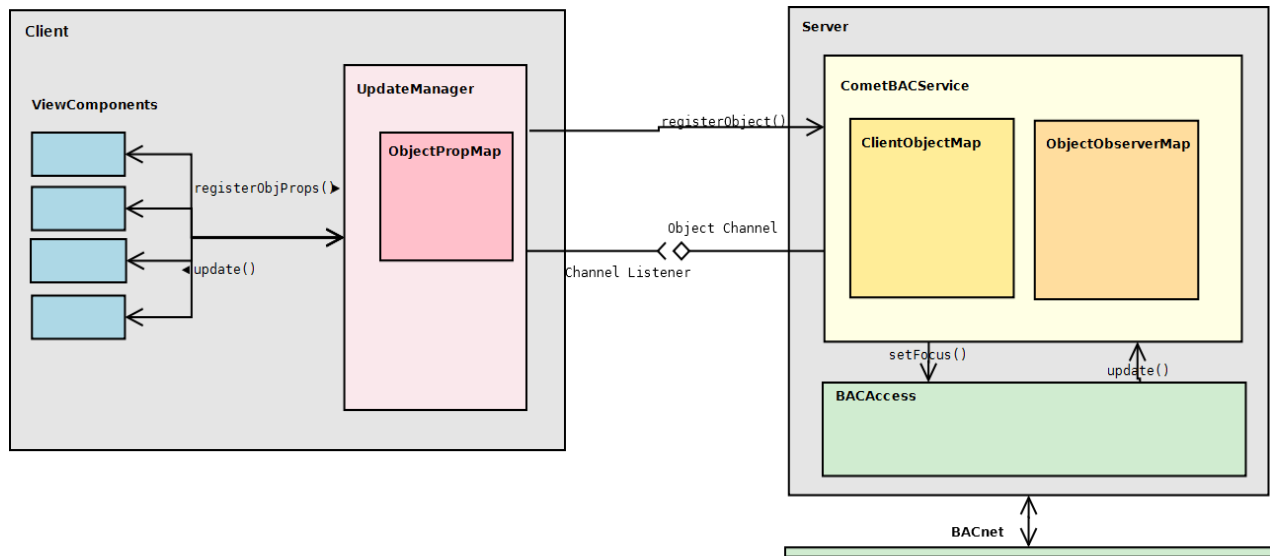 Client
ViewComponents
registerObjProps()
update()
UpdateManager
ObjectPropMap
registerObject()
Object Channel
Channel Listener
Server
CometBACService
ClientObjectMap
ObjectObserverMap
setFocus()
update()
BACAccess
BACnet